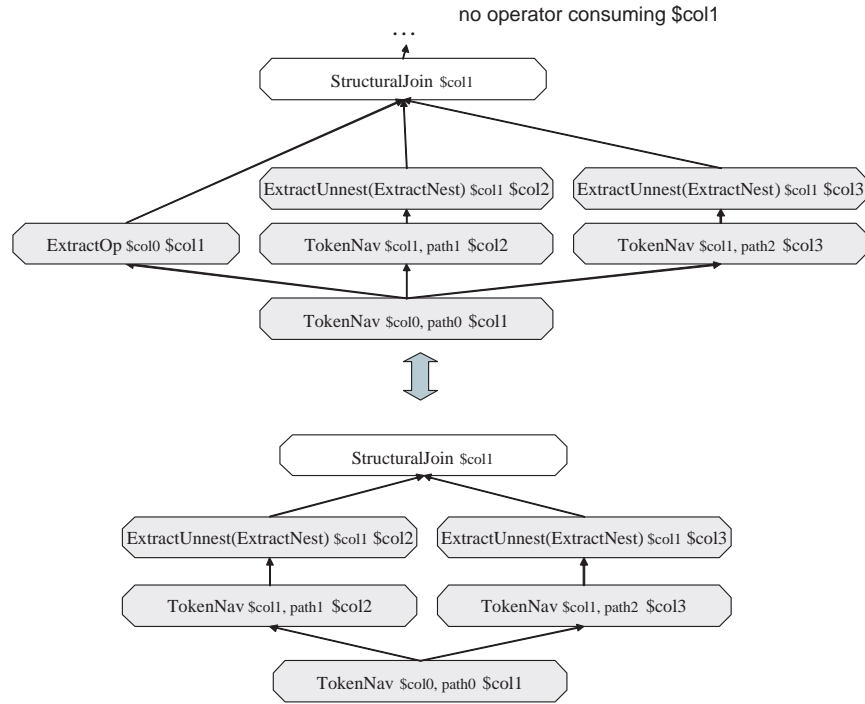 no operator consuming $col1
...
StructuralJoin $col1
ExtractUnnest(ExtractNest) $col1 $col2
ExtractUnnest(ExtractNest) $col1 $col3
ExtractOp $col0 $col1
TokenNav $col1, path1 $col2
TokenNav $col1, path2 $col3
TokenNav $col0, path0 $col1
StructuralJoin $col1
ExtractUnnest(ExtractNest) $col1 $col2
ExtractUnnest(ExtractNest) $col1 $col3
TokenNav $col1, path1 $col2
TokenNav $col1, path2 $col3
TokenNav $col0, path0 $col1